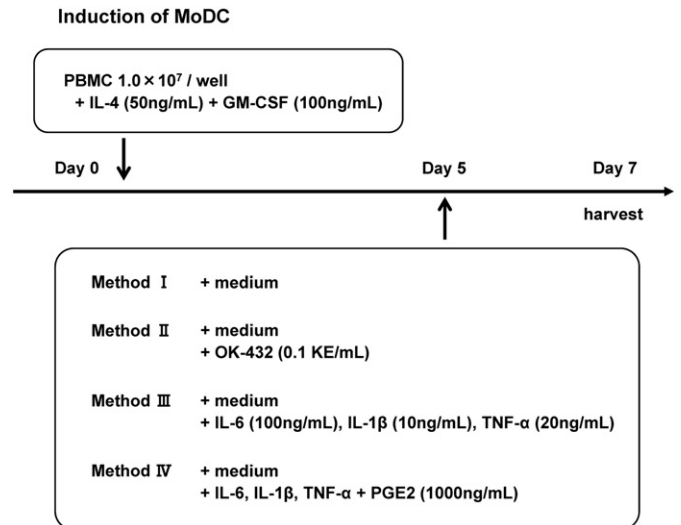 Induction of MoDC
PBMC 1.0×10⁷ / well
+ IL-4 (50ng/mL) + GM-CSF (100ng/mL)
Day 0
Day 5
Day 7
harvest
Method Ⅰ + medium
Method Ⅱ + medium
+ OK-432 (0.1 KE/mL)
Method Ⅲ + medium
+ IL-6 (100ng/mL), IL-1β (10ng/mL), TNF-α (20ng/mL)
Method Ⅳ + medium
+ IL-6, IL-1β, TNF-α + PGE2 (1000ng/mL)